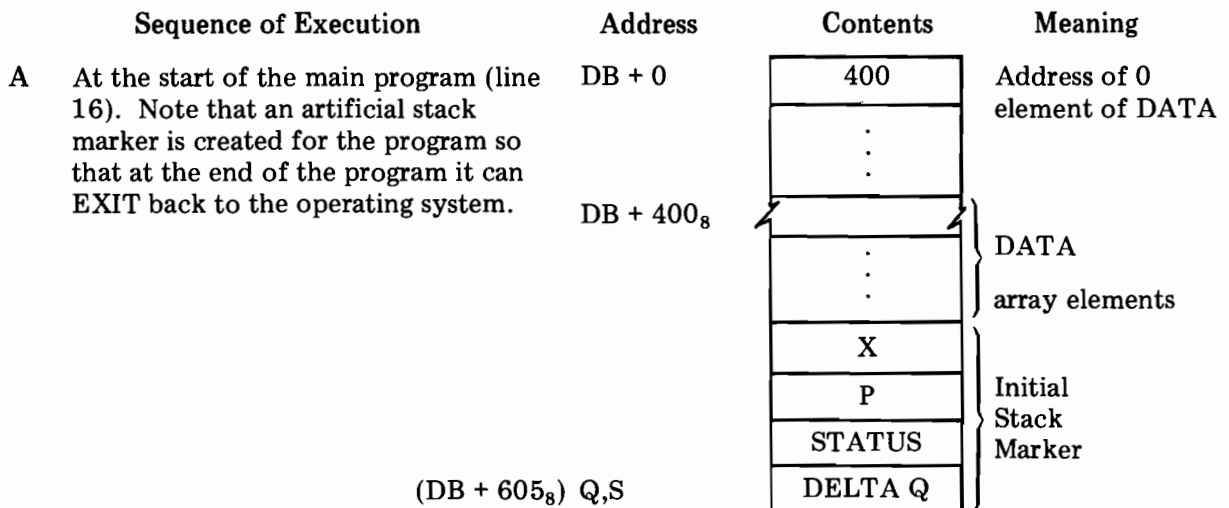 Sequence of Execution Address Contents Meaning
A At the start of the main program (line DB + 0 400 Address of 0
16). Note that an artificial stack element of DATA
marker is created for the program so
that at the end of the program it can
EXIT back to the operating system.
DB + 400₈
DATA
array elements
X
P Initial
Stack
STATUS Marker
(DB + 605₈) Q,S DELTA Q